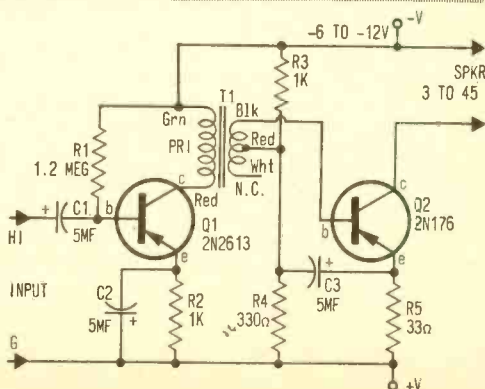 -V
-6 TO -12V
R3
1K
SPKR
3 TO 45
T1
Grn
Blk
PRI
Red
R1
1.2 MEG
Wht
N.C.
c
Red
+
C1
5MF
b
Q1
2N2613
HI
e
c
b
Q2
2N176
e
INPUT
C2
5MF
+
R2
1K
R4
330Ω
C3
5MF
+
R5
33Ω
G
+V